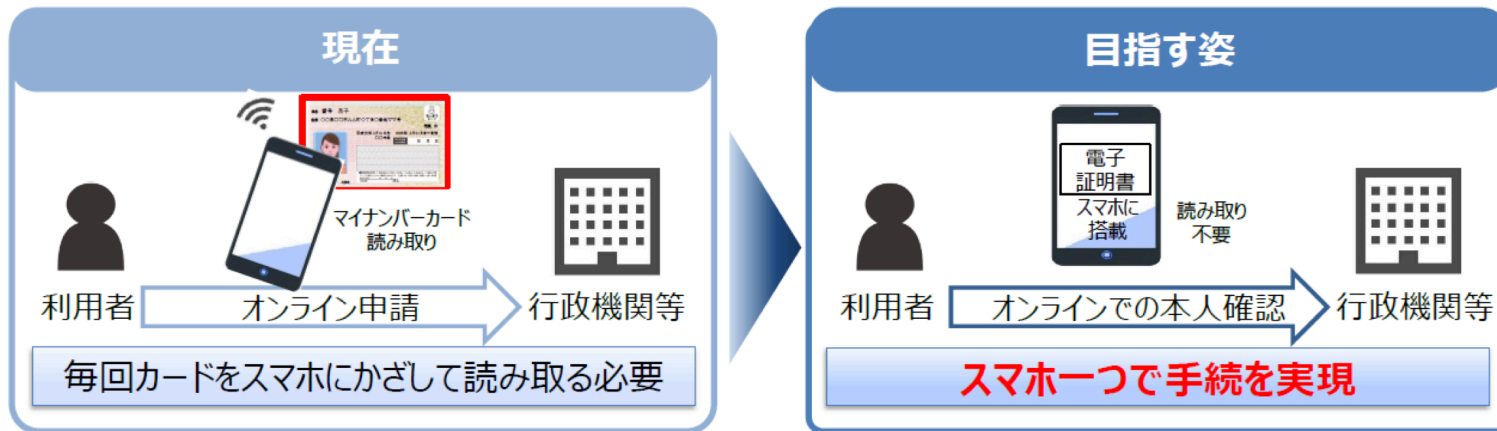 現在
マイナンバーカード
読み取り
利用者
オンライン申請
行政機関等
毎回カードをスマホにかざして読み取る必要
目指す姿
電子
証明書
スマホに
搭載
読み取り
不要
利用者
オンラインでの本人確認
行政機関等
スマホ一つで手続を実現